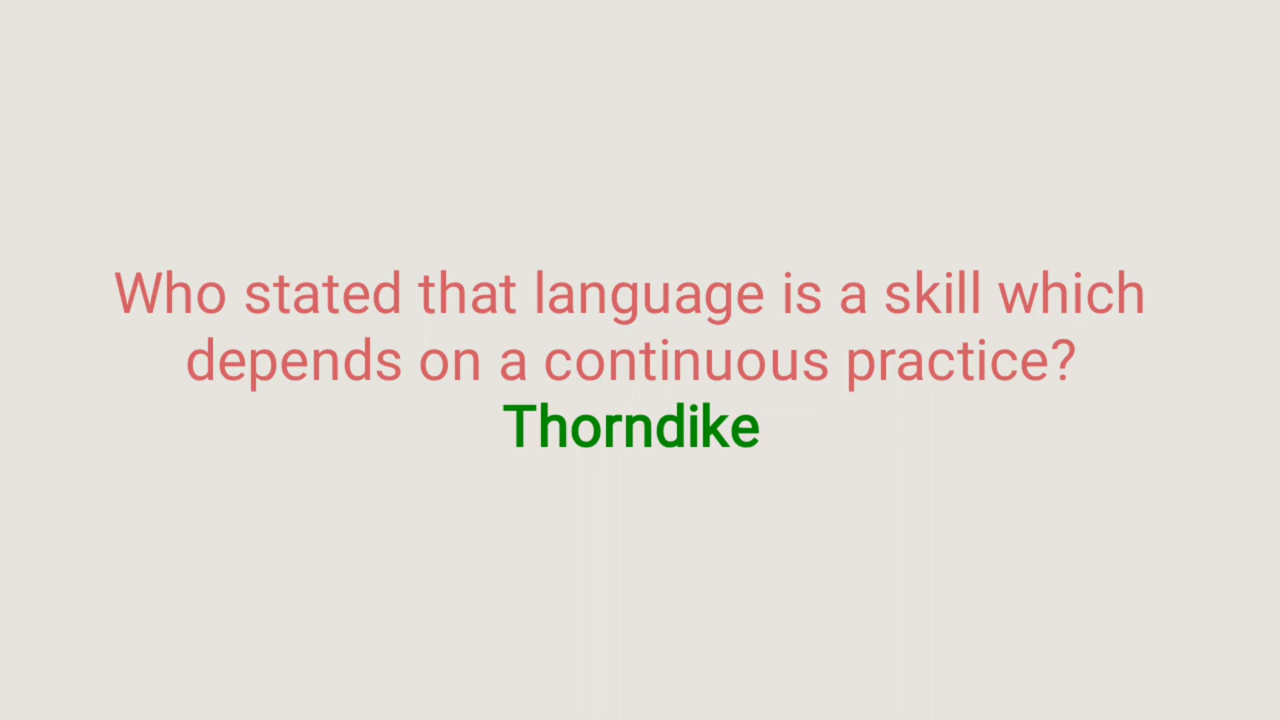 Who stated that language is a skill which
depends on a continuous practice?
Thorndike